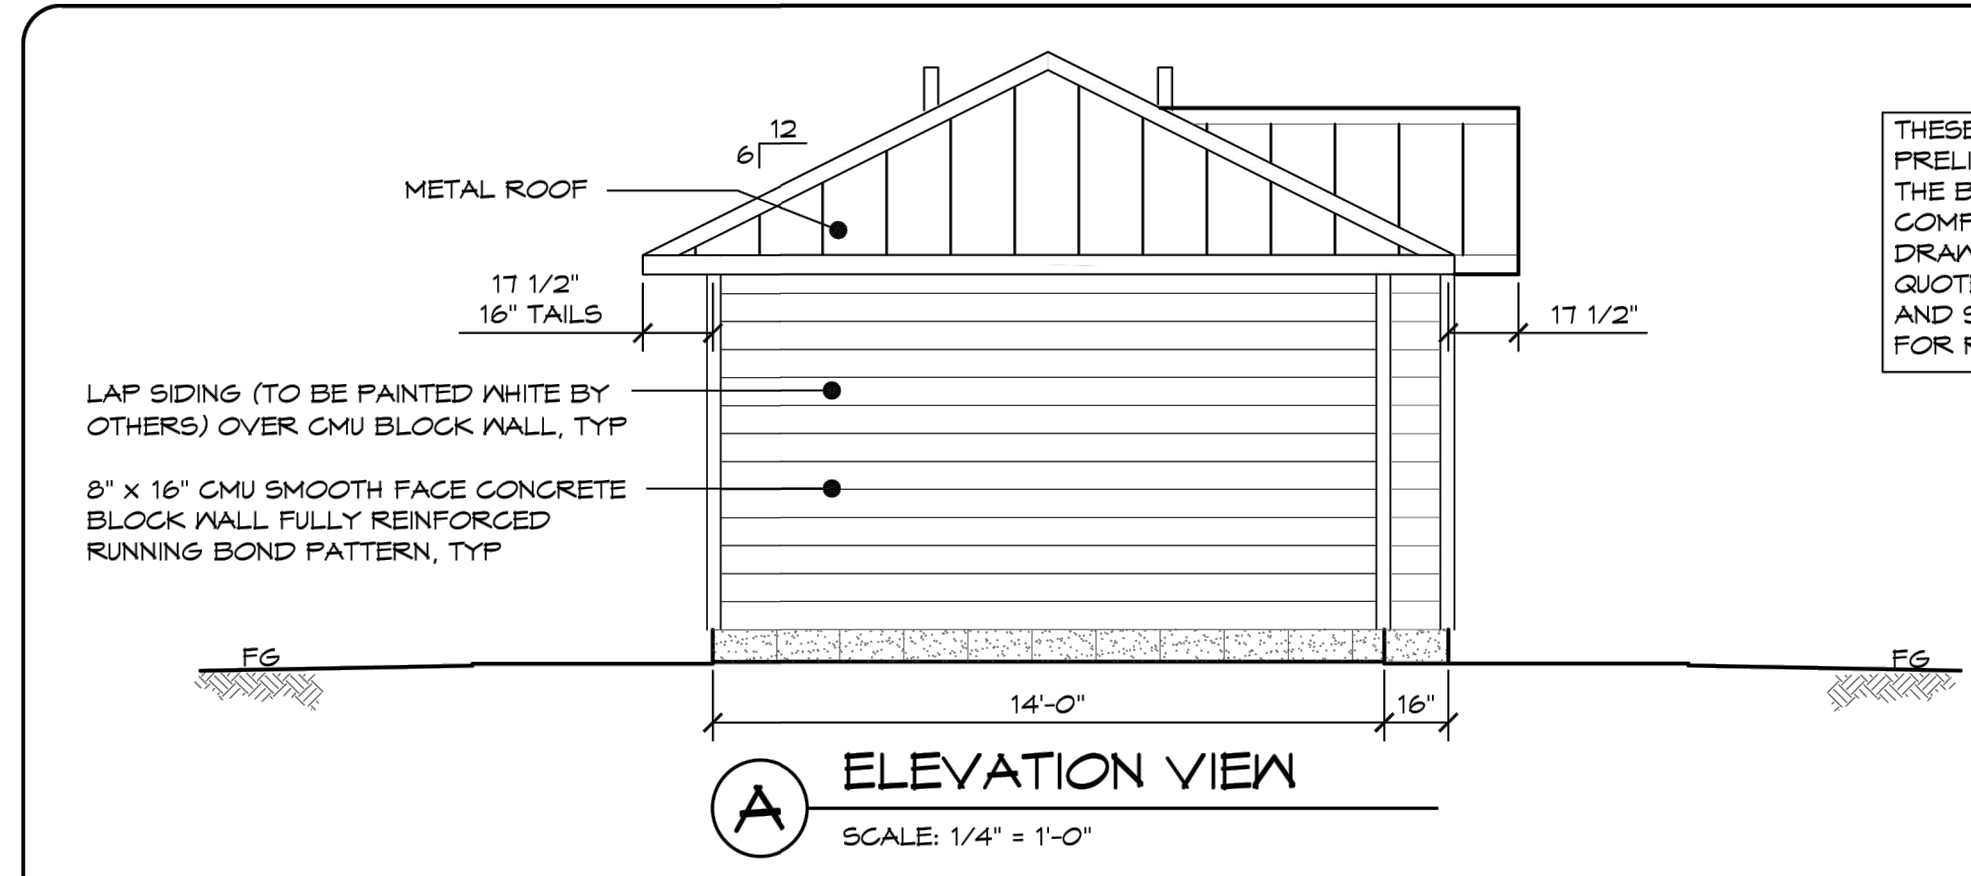 12
6
METAL ROOF
17 1/2"
16" TAILS
17 1/2"
LAP SIDING (TO BE PAINTED WHITE BY
OTHERS) OVER CMU BLOCK WALL, TYP
8" x 16" CMU SMOOTH FACE CONCRETE
BLOCK WALL FULLY REINFORCED
RUNNING BOND PATTERN, TYP
FG
FG
14'-0"
16"
A
ELEVATION VIEW
SCALE: 1/4" = 1'-0"
THESE
THE
AND
FOR